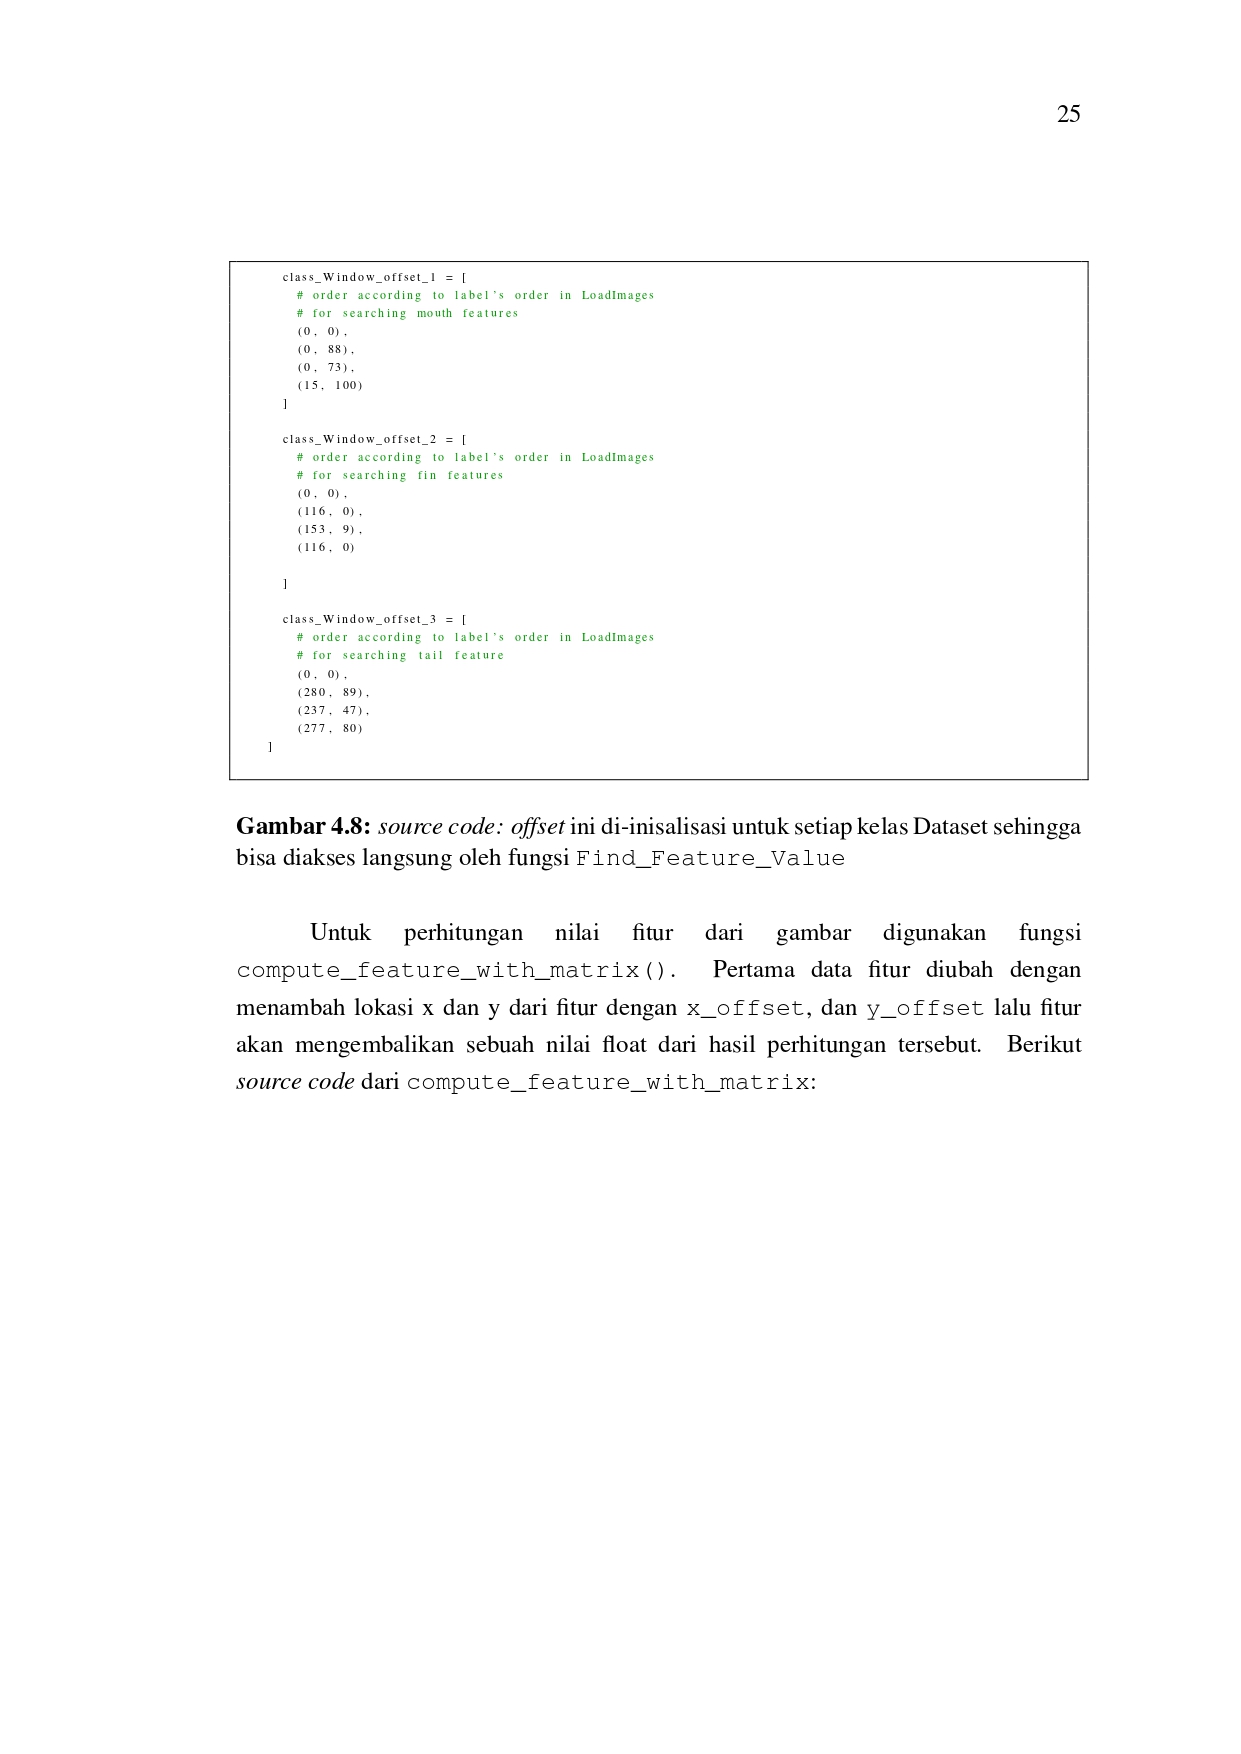 25
class_Window_offset_1 = [
# order according to label's order in LoadImages
# for searching mouth features
(0, 0),
(0, 88),
(0, 73),
(15, 100)
]
class_Window_offset_2 = [
# order according to label's order in LoadImages
# for searching fin features
(0, 0),
(116, 0),
(153, 9),
(116, 0)
]
class_Window_offset_3 = [
# order according to label's order in LoadImages
# for searching tail feature
(0, 0),
(280, 89),
(237, 47),
(277, 80)
]
Gambar 4.8: source code: offset ini di-inisalisasi untuk setiap kelas Dataset sehingga
bisa diakses langsung oleh fungsi Find_Feature_Value
Untuk perhitungan nilai fitur dari gambar digunakan fungsi
compute_feature_with_matrix(). Pertama data fitur diubah dengan
menambah lokasi x dan y dari fitur dengan x_offset, dan y_offset lalu fitur
akan mengembalikan sebuah nilai float dari hasil perhitungan tersebut. Berikut
source code dari compute_feature_with_matrix: